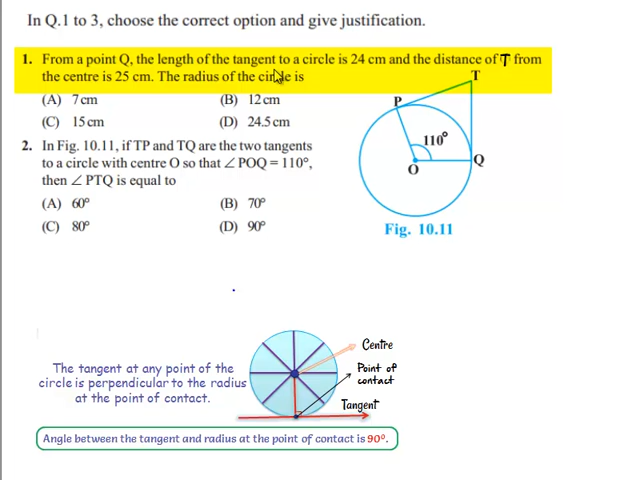 In Q.1 to 3, choose the correct option and give justification.
1. From a point Q, the length of the tangent to a circle is 24 cm and the distance of T from
the centre is 25 cm. The radius of the circle is
(A) 7 cm (B) 12 cm
(C) 15 cm (D) 24.5 cm
2. In Fig. 10.11, if TP and TQ are the two tangents
to a circle with centre O so that ∠ POQ = 110°,
then ∠ PTQ is equal to
(A) 60° (B) 70°
(C) 80° (D) 90°
T
P
110°
O
Q
Fig. 10.11
The tangent at any point of the
circle is perpendicular to the radius
at the point of contact.
Centre
Point of
contact
Tangent
Angle between the tangent and radius at the point of contact is 90°.